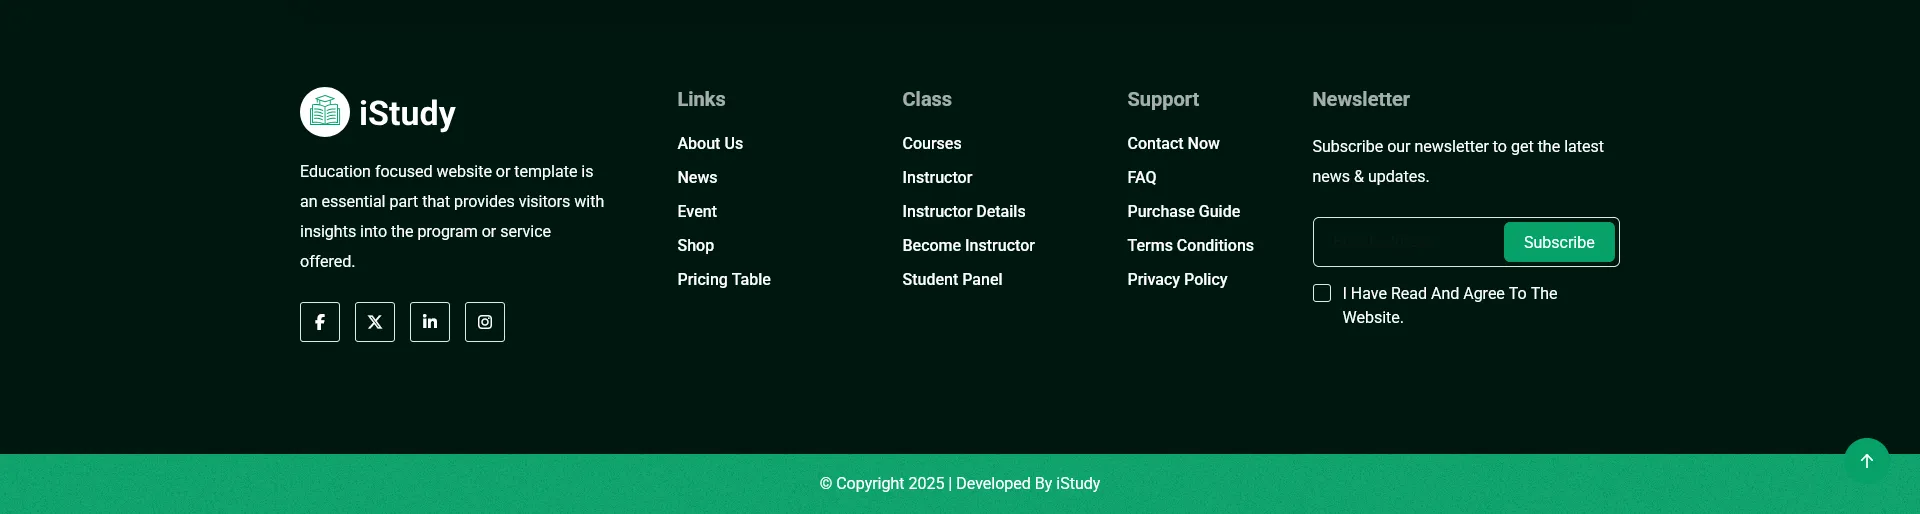 iStudy
Education focused website or template is
an essential part that provides visitors with
insights into the program or service
offered.
Links
About Us
News
Event
Shop
Pricing Table
Class
Courses
Instructor
Instructor Details
Become Instructor
Student Panel
Support
Contact Now
FAQ
Purchase Guide
Terms Conditions
Privacy Policy
Newsletter
Subscribe our newsletter to get the latest
news & updates.
Subscribe
I Have Read And Agree To The
Website.
© Copyright 2025 | Developed By iStudy